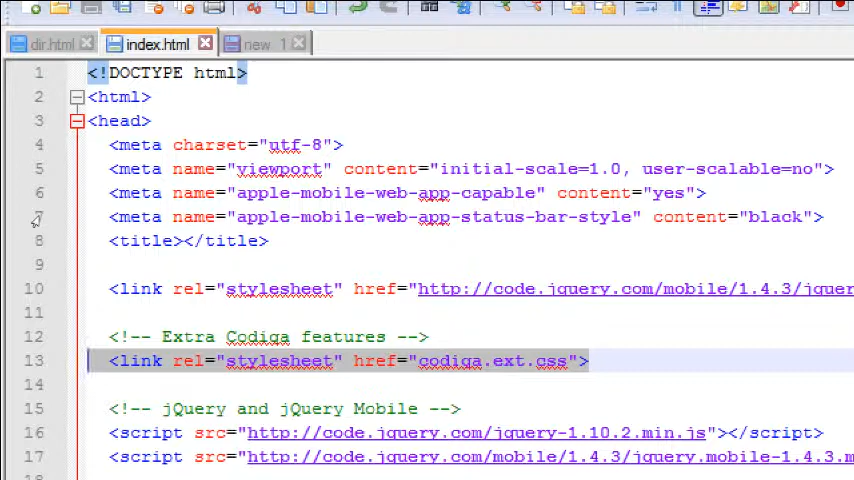 dir.html index.html new 1
1 <!DOCTYPE html>
2 <html>
3 <head>
4 <meta charset="utf-8">
5 <meta name="viewport" content="initial-scale=1.0, user-scalable=no">
6 <meta name="apple-mobile-web-app-capable" content="yes">
7 <meta name="apple-mobile-web-app-status-bar-style" content="black">
8 <title></title>
9
10 <link rel="stylesheet" href="http://code.jquery.com/mobile/1.4.3/jquer
11
12 <!-- Extra Codiqa features -->
13 <link rel="stylesheet" href="codiqa.ext.css">
14
15 <!-- jQuery and jQuery Mobile -->
16 <script src="http://code.jquery.com/jquery-1.10.2.min.js"></script>
17 <script src="http://code.jquery.com/mobile/1.4.3/jquery.mobile-1.4.3.m